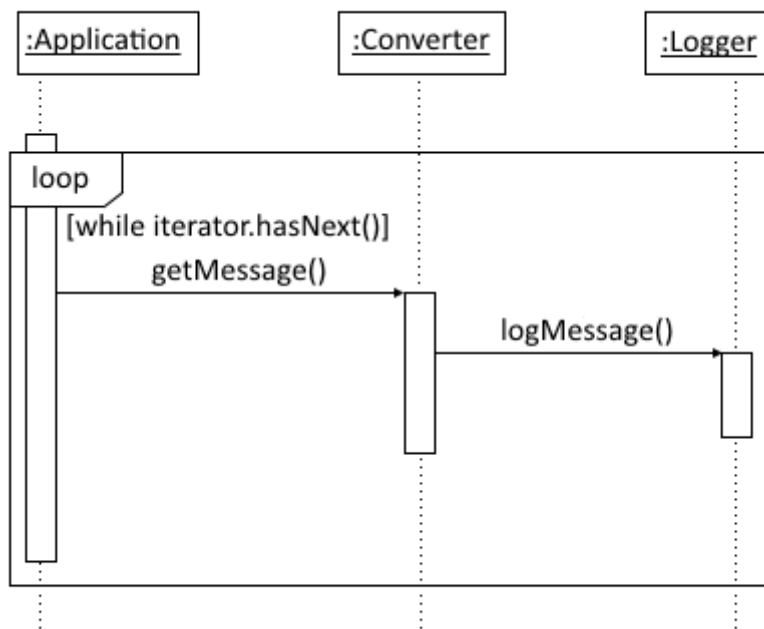 :Application
:Converter
:Logger
loop
[while iterator.hasNext()]
getMessage()
logMessage()